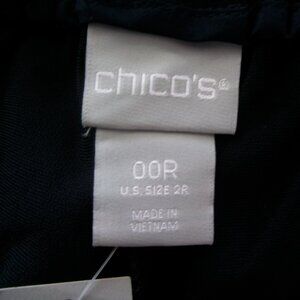 chico's®
00R
U.S. SIZE 2R
MADE IN
VIETNAM